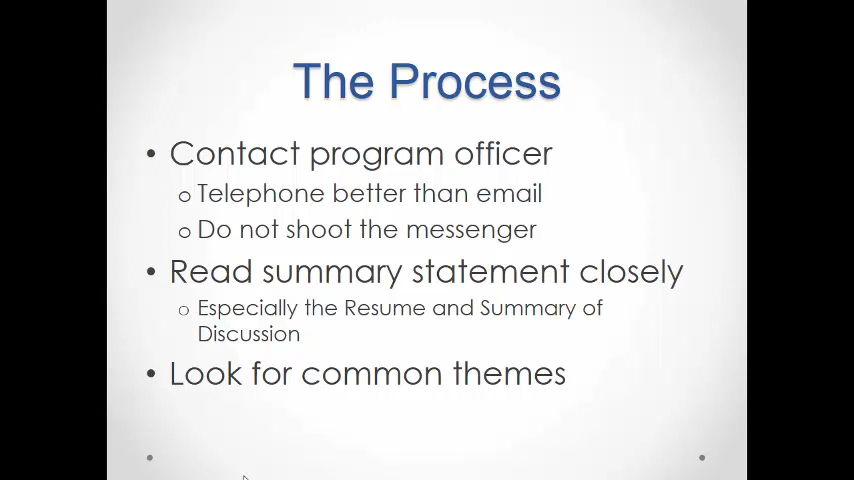 The Process
• Contact program officer
o Telephone better than email
o Do not shoot the messenger
• Read summary statement closely
o Especially the Resume and Summary of
Discussion
• Look for common themes